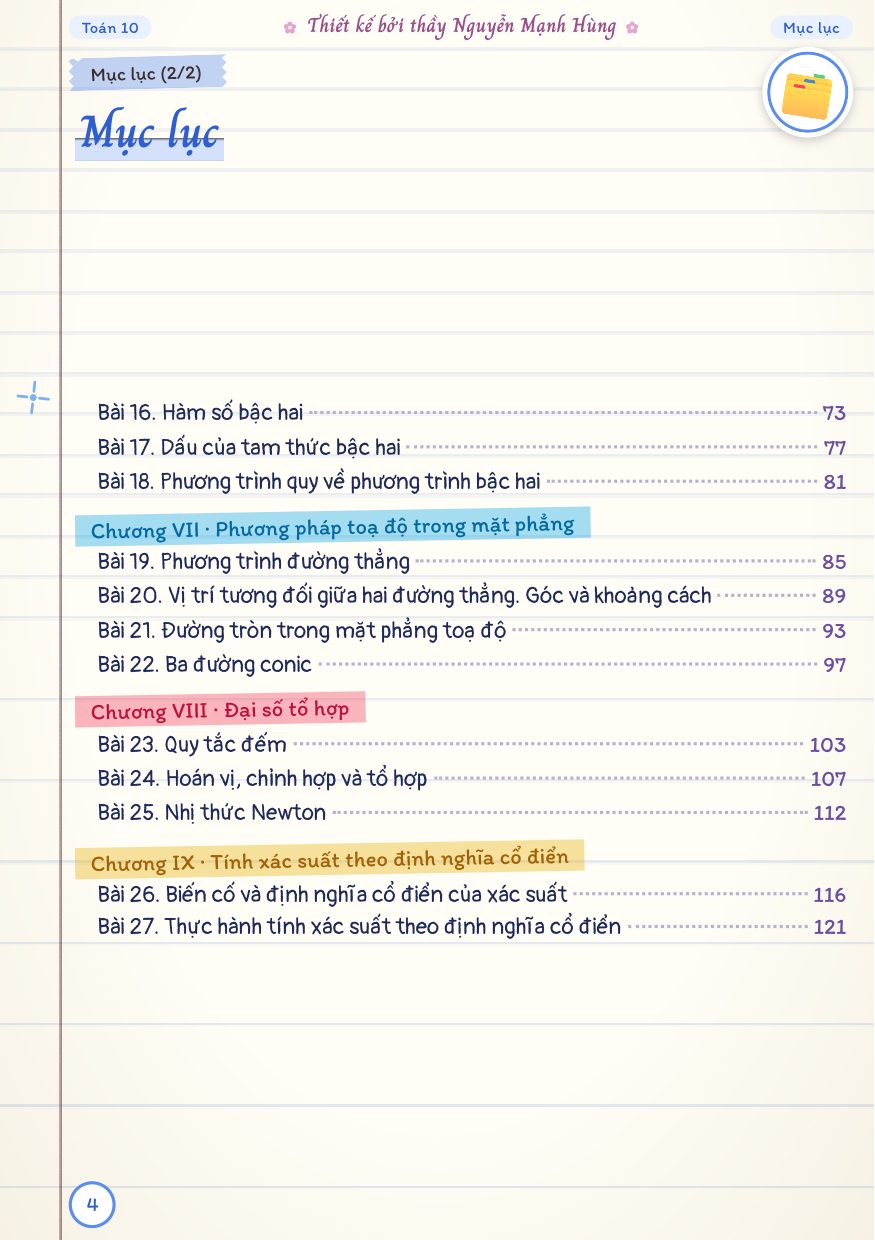 Toán 10
Thiết kế bởi thầy Nguyễn Mạnh Hùng
Mục lục
Mục lục (2/2)
Mục lục
Bài 16. Hàm số bậc hai 73
Bài 17. Dấu của tam thức bậc hai 77
Bài 18. Phương trình quy về phương trình bậc hai 81
Chương VII · Phương pháp toạ độ trong mặt phẳng
Bài 19. Phương trình đường thẳng 85
Bài 20. Vị trí tương đối giữa hai đường thẳng. Góc và khoảng cách 89
Bài 21. Đường tròn trong mặt phẳng toạ độ 93
Bài 22. Ba đường conic 97
Chương VIII · Đại số tổ hợp
Bài 23. Quy tắc đếm 103
Bài 24. Hoán vị, chỉnh hợp và tổ hợp 107
Bài 25. Nhị thức Newton 112
Chương IX · Tính xác suất theo định nghĩa cổ điển
Bài 26. Biến cố và định nghĩa cổ điển của xác suất 116
Bài 27. Thực hành tính xác suất theo định nghĩa cổ điển 121
4